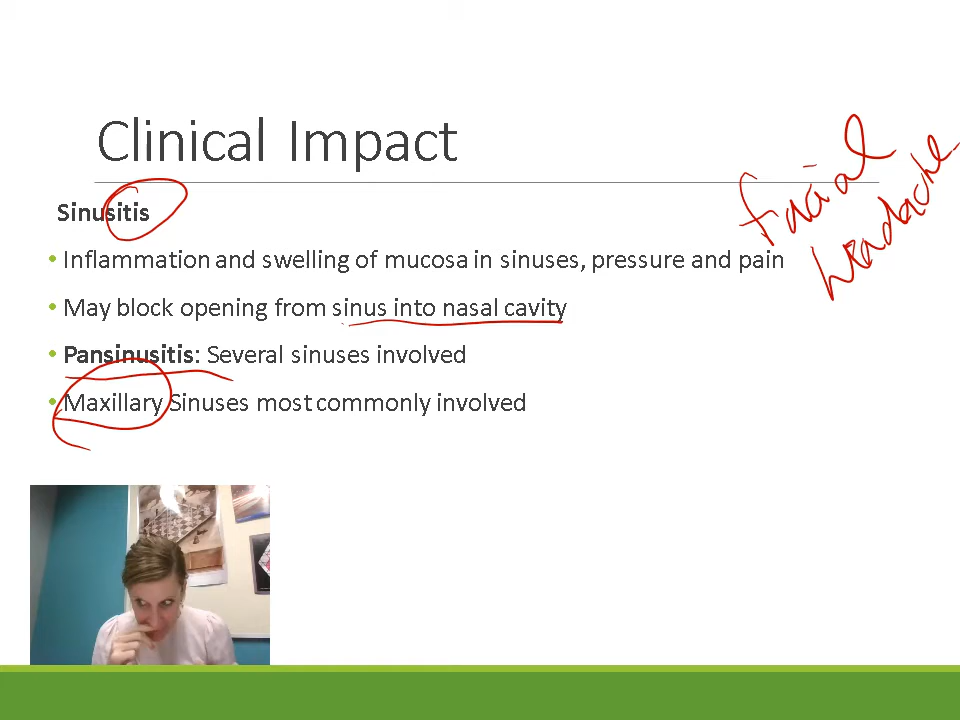 Clinical Impact
Sinusitis
• Inflammation and swelling of mucosa in sinuses, pressure and pain
• May block opening from sinus into nasal cavity
• Pansinusitis: Several sinuses involved
• Maxillary Sinuses most commonly involved
facial
headache